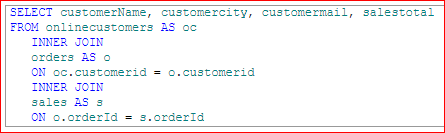 SELECT customerName, customercity, customermail, salestotal
FROM onlinecustomers AS oc
INNER JOIN
orders AS o
ON oc.customerid = o.customerid
INNER JOIN
sales AS s
ON o.orderId = s.orderId